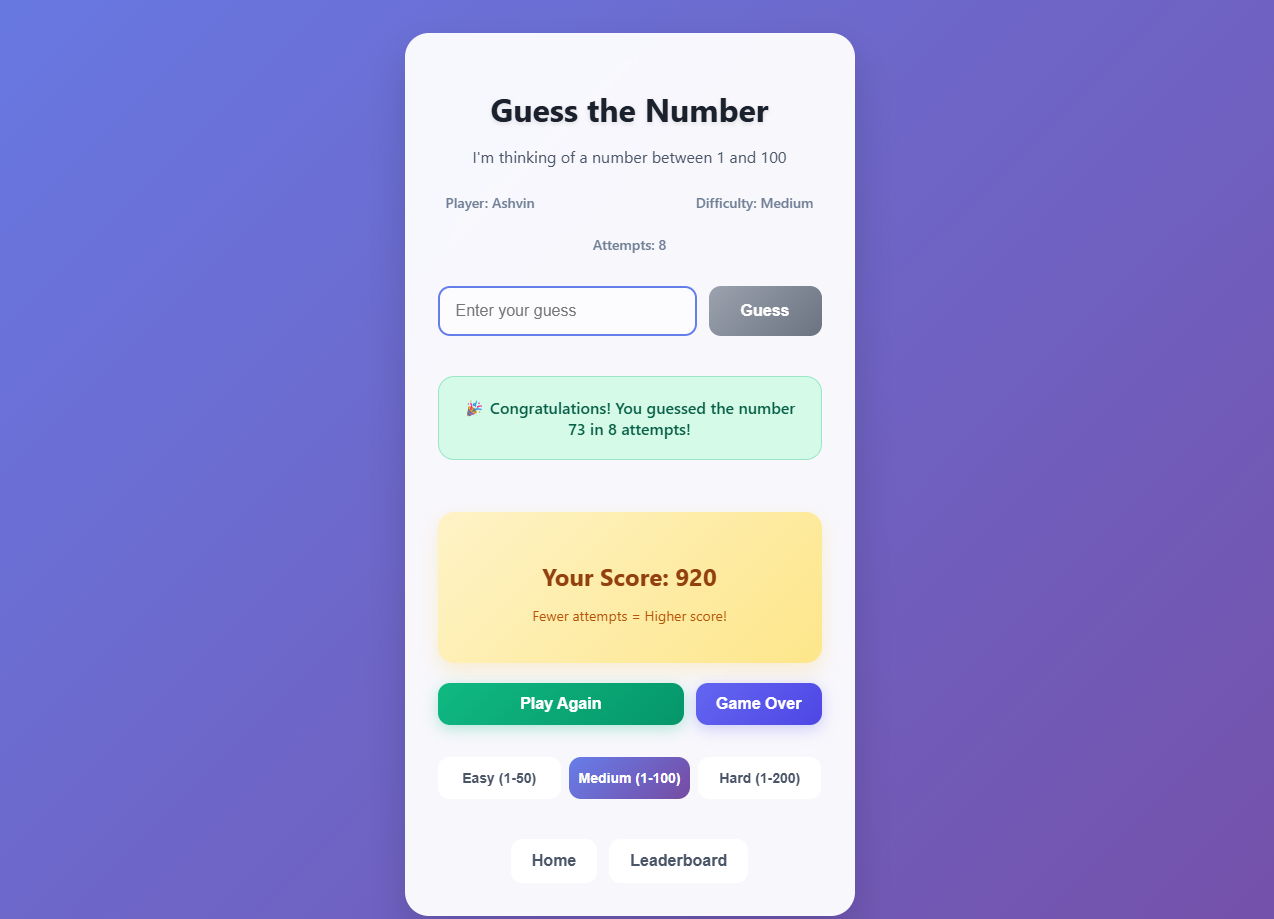 Guess the Number
I'm thinking of a number between 1 and 100
Player: Ashvin
Difficulty: Medium
Attempts: 8
Enter your guess
Guess
🎉 Congratulations! You guessed the number
73 in 8 attempts!
Your Score: 920
Fewer attempts = Higher score!
Play Again
Game Over
Easy (1-50)
Medium (1-100)
Hard (1-200)
Home
Leaderboard